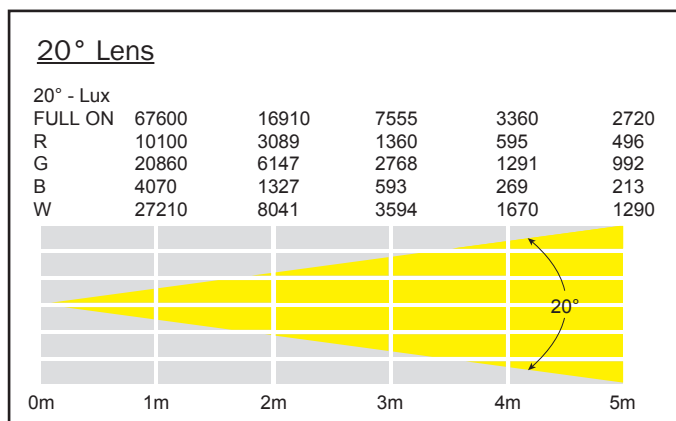 20° Lens
20° - Lux
FULL ON 67600 16910 7555 3360 2720
R 10100 3089 1360 595 496
G 20860 6147 2768 1291 992
B 4070 1327 593 269 213
W 27210 8041 3594 1670 1290
20°
0m 1m 2m 3m 4m 5m